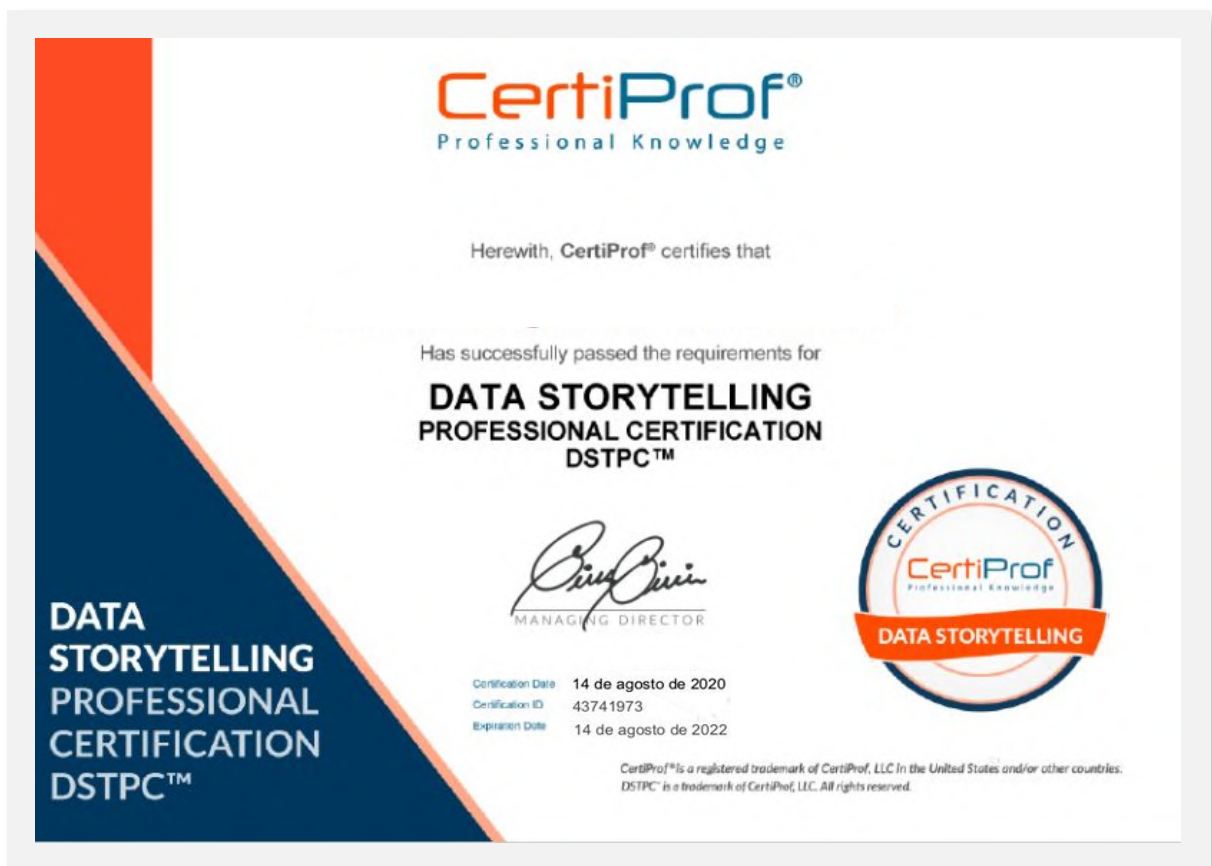 CertiProf®
Professional Knowledge
Herewith, CertiProf® certifies that
Has successfully passed the requirements for
DATA STORYTELLING
PROFESSIONAL CERTIFICATION
DSTPC™
MANAGING DIRECTOR
Certification Date 14 de agosto de 2020
Certification ID 43741973
Expiration Date 14 de agosto de 2022
CERTIFICATION
CertiProf
Professional Knowledge
DATA STORYTELLING
DATA
STORYTELLING
PROFESSIONAL
CERTIFICATION
DSTPC™
CertiProf® is a registered trademark of CertiProf, LLC in the United States and/or other countries.
DSTPC™ is a trademark of CertiProf, LLC. All rights reserved.